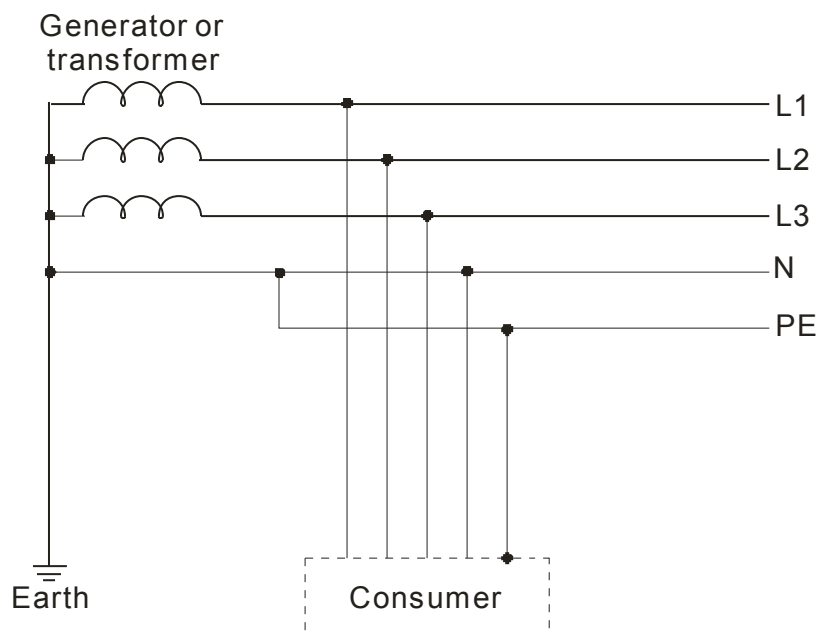 Generator or
transformer
L1
L2
L3
N
PE
Earth
Consumer